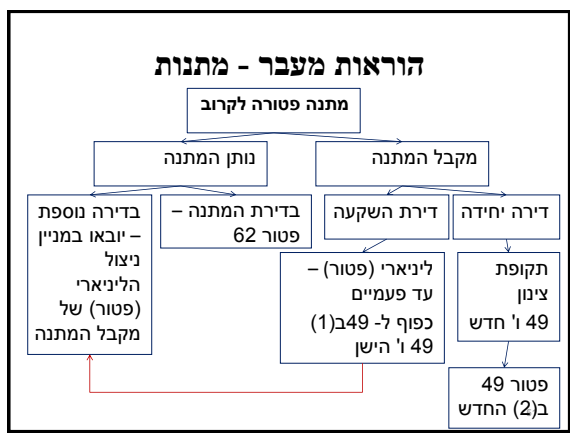 הוראות מעבר - מתנות
מתנה פטורה לקרוב
מקבל המתנה
נותן המתנה
דירה יחידה
דירת השקעה
בדירת המתנה –
פטור 62
בדירה נוספת
– יובאו במניין
ניצול
הליניארי
(פטור) של
מקבל המתנה
תקופת
צינון
49 ו' חדש
ליניארי (פטור) –
עד פעמיים
כפוף ל- 49ב(1)
49 ו' הישן
פטור 49
ב(2) החדש